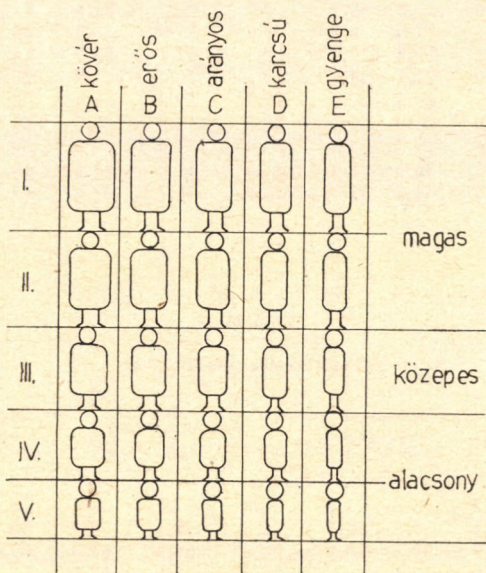 kövér erős arányos karcsú gyenge
A B C D E
I.
magas
II.
III. közepes
IV.
alacsony
V.